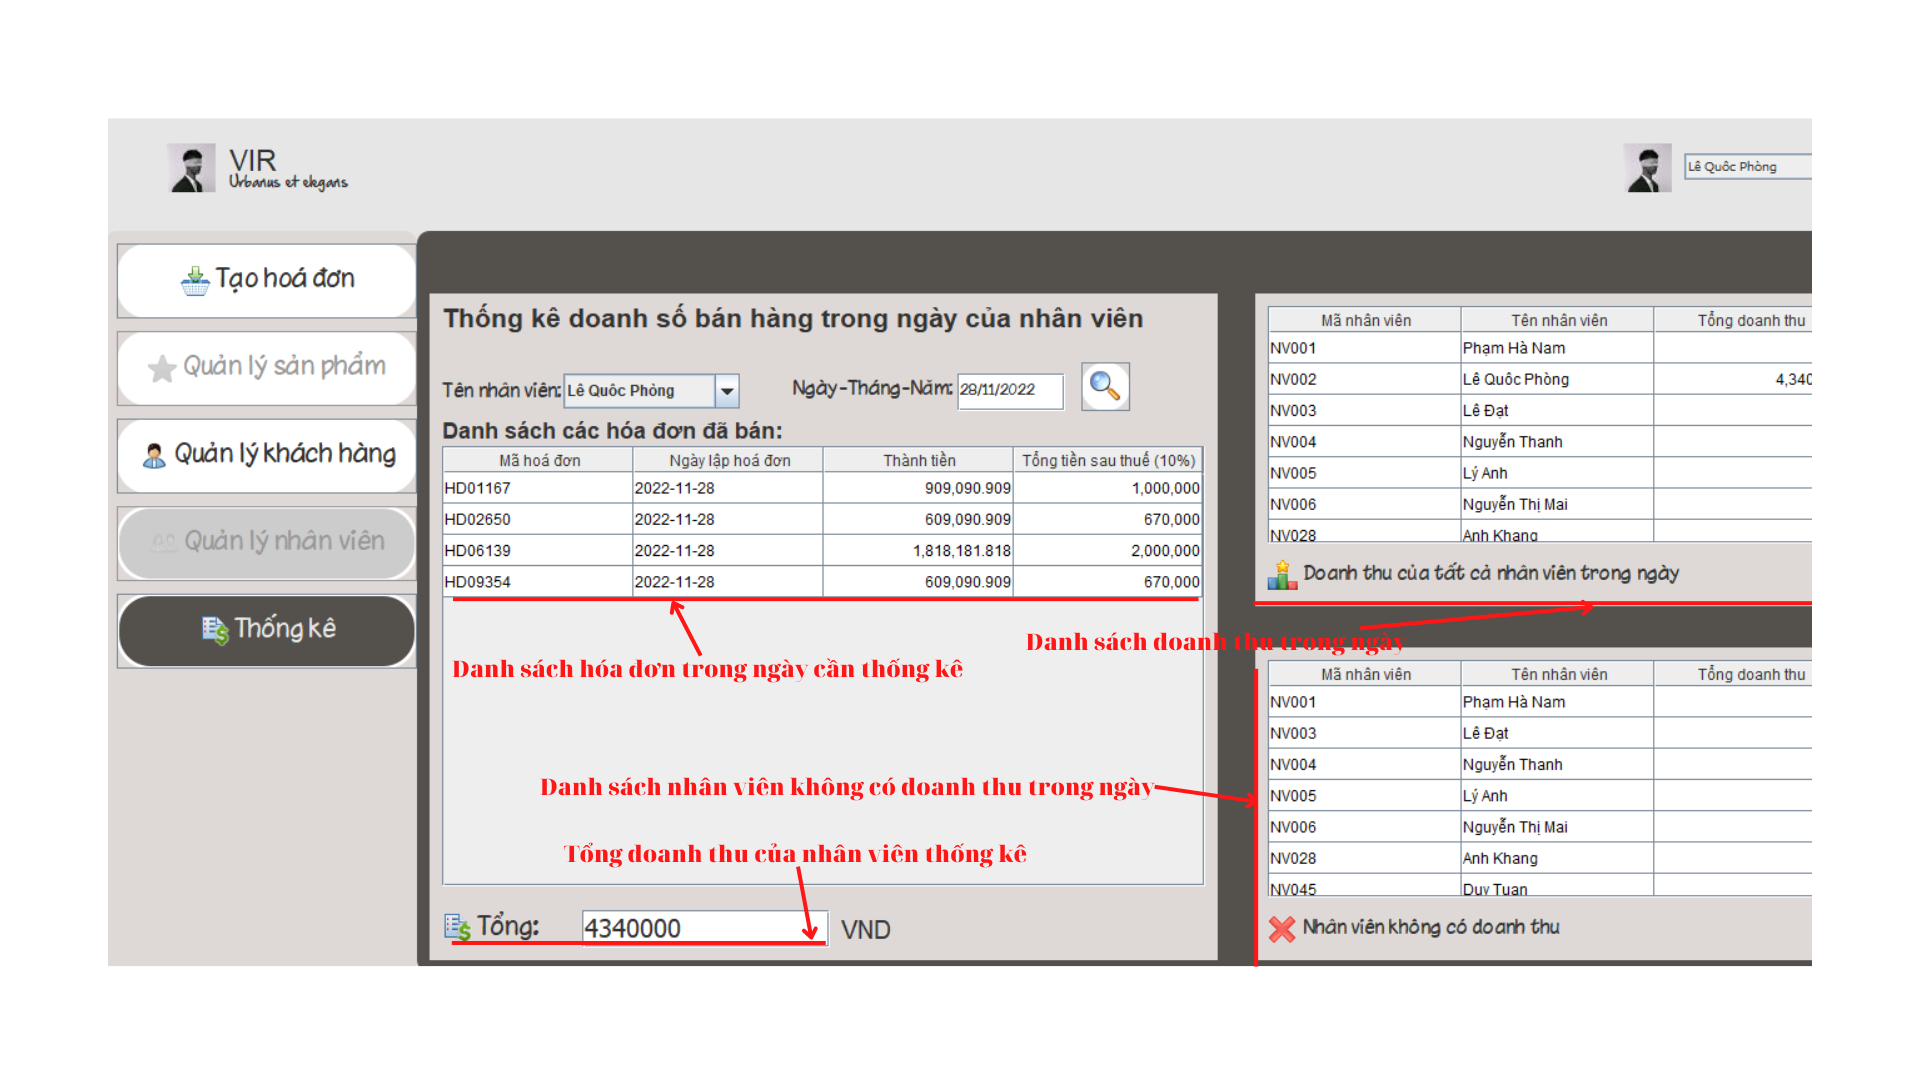 VIR
Urbanus et elegans
Lê Quốc Phòng
Tạo hoá đơn
Quản lý sản phẩm
Quản lý khách hàng
Quản lý nhân viên
Thống kê
Thống kê doanh số bán hàng trong ngày của nhân viên
Tên nhân viên: Lê Quốc Phòng Ngày-Tháng-Năm: 28/11/2022
Danh sách các hóa đơn đã bán:
Mã hoá đơn Ngày lập hoá đơn Thành tiền Tổng tiền sau thuế (10%)
HD01167 2022-11-28 909,090.909 1,000,000
HD02650 2022-11-28 609,090.909 670,000
HD06139 2022-11-28 1,818,181.818 2,000,000
HD09354 2022-11-28 609,090.909 670,000
Danh sách hóa đơn trong ngày cần thống kê
Danh sách nhân viên không có doanh thu trong ngày
Tổng doanh thu của nhân viên thống kê
Tổng: 4340000 VND
Mã nhân viên Tên nhân viên Tổng doanh thu
NV001 Phạm Hà Nam
NV002 Lê Quốc Phòng 4,340
NV003 Lê Đạt
NV004 Nguyễn Thanh
NV005 Lý Anh
NV006 Nguyễn Thị Mai
NV028 Anh Khang
Doanh thu của tất cả nhân viên trong ngày
Danh sách doanh thu trong ngày
Mã nhân viên Tên nhân viên Tổng doanh thu
NV001 Phạm Hà Nam
NV003 Lê Đạt
NV004 Nguyễn Thanh
NV005 Lý Anh
NV006 Nguyễn Thị Mai
NV028 Anh Khang
NV045 Duy Tuan
Nhân viên không có doanh thu